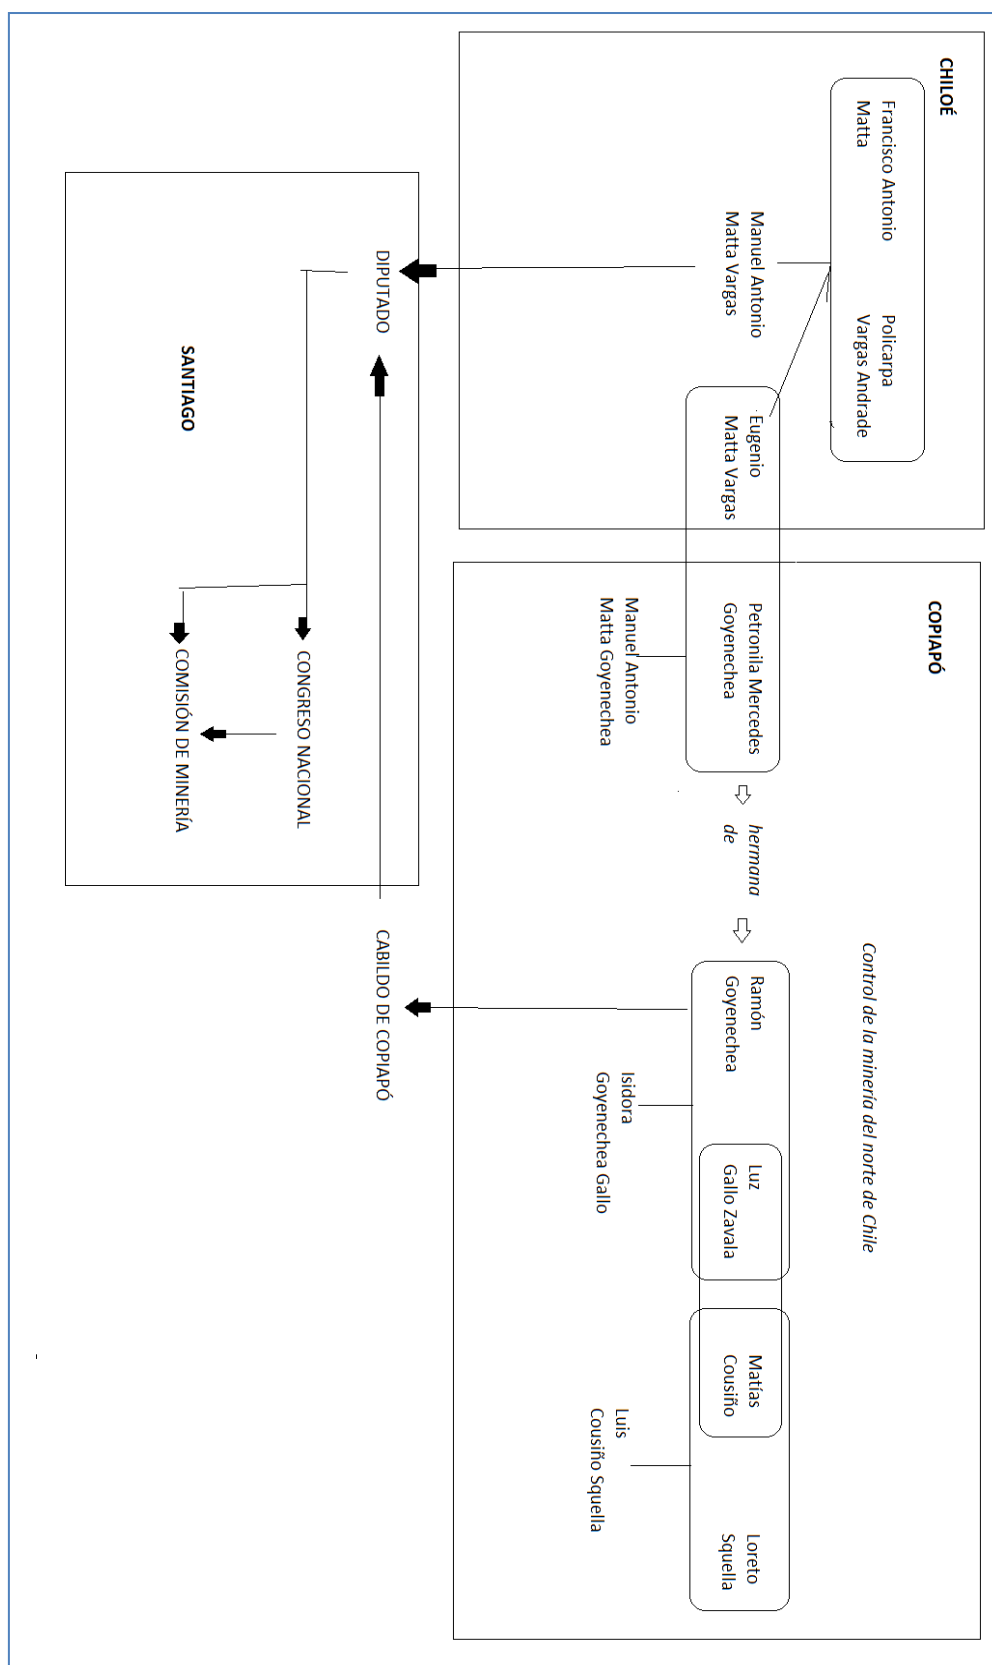 CHILOÉ
Francisco Antonio
Matta
Policarpa
Vargas Andrade
Manuel Antonio
Matta Vargas
Eugenio
Matta Vargas
COPIAPÓ
Control de la minería del norte de Chile
Petronila Mercedes
Goyenechea
hermana
de
Ramón
Goyenechea
Luz
Gallo Zavala
Matías
Cousiño
Loreto
Squella
Manuel Antonio
Matta Goyenechea
Isidora
Goyenechea Gallo
Luis
Cousiño Squella
DIPUTADO
CABILDO DE COPIAPÓ
CONGRESO NACIONAL
COMISIÓN DE MINERÍA
SANTIAGO